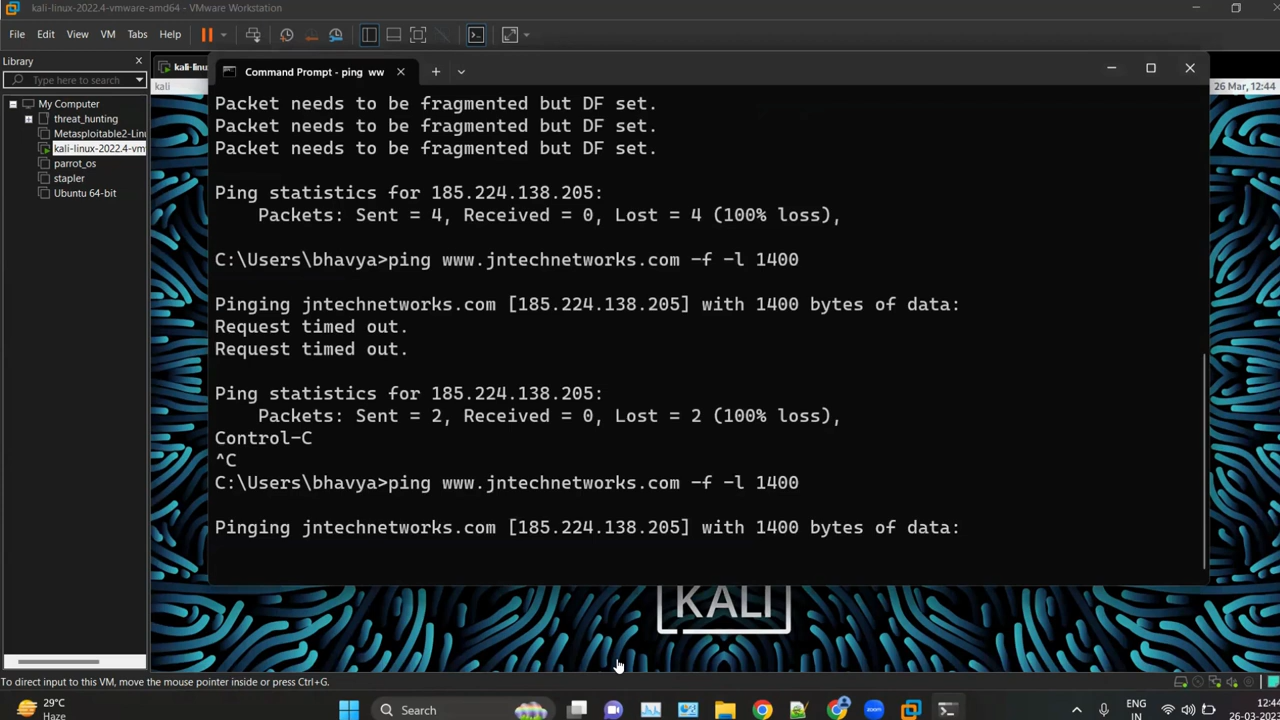 kali-linux-2022.4-vmware-amd64 - VMware Workstation
File Edit View VM Tabs Help
Library
Type here to search
My Computer
threat_hunting
Metasploitable2-Linu
kali-linux-2022.4-vm
parrot_os
stapler
Ubuntu 64-bit
kali-linu
kali
26 Mar, 12:44
Command Prompt - ping ww
Packet needs to be fragmented but DF set.
Packet needs to be fragmented but DF set.
Packet needs to be fragmented but DF set.
Ping statistics for 185.224.138.205:
Packets: Sent = 4, Received = 0, Lost = 4 (100% loss),
C:\Users\bhavya>ping www.jntechnetworks.com -f -l 1400
Pinging jntechnetworks.com [185.224.138.205] with 1400 bytes of data:
Request timed out.
Request timed out.
Ping statistics for 185.224.138.205:
Packets: Sent = 2, Received = 0, Lost = 2 (100% loss),
Control-C
^C
C:\Users\bhavya>ping www.jntechnetworks.com -f -l 1400
Pinging jntechnetworks.com [185.224.138.205] with 1400 bytes of data:
KALI
To direct input to this VM, move the mouse pointer inside or press Ctrl+G.
29°C
Haze
Search
zoom
ENG
IN
26-03-2023